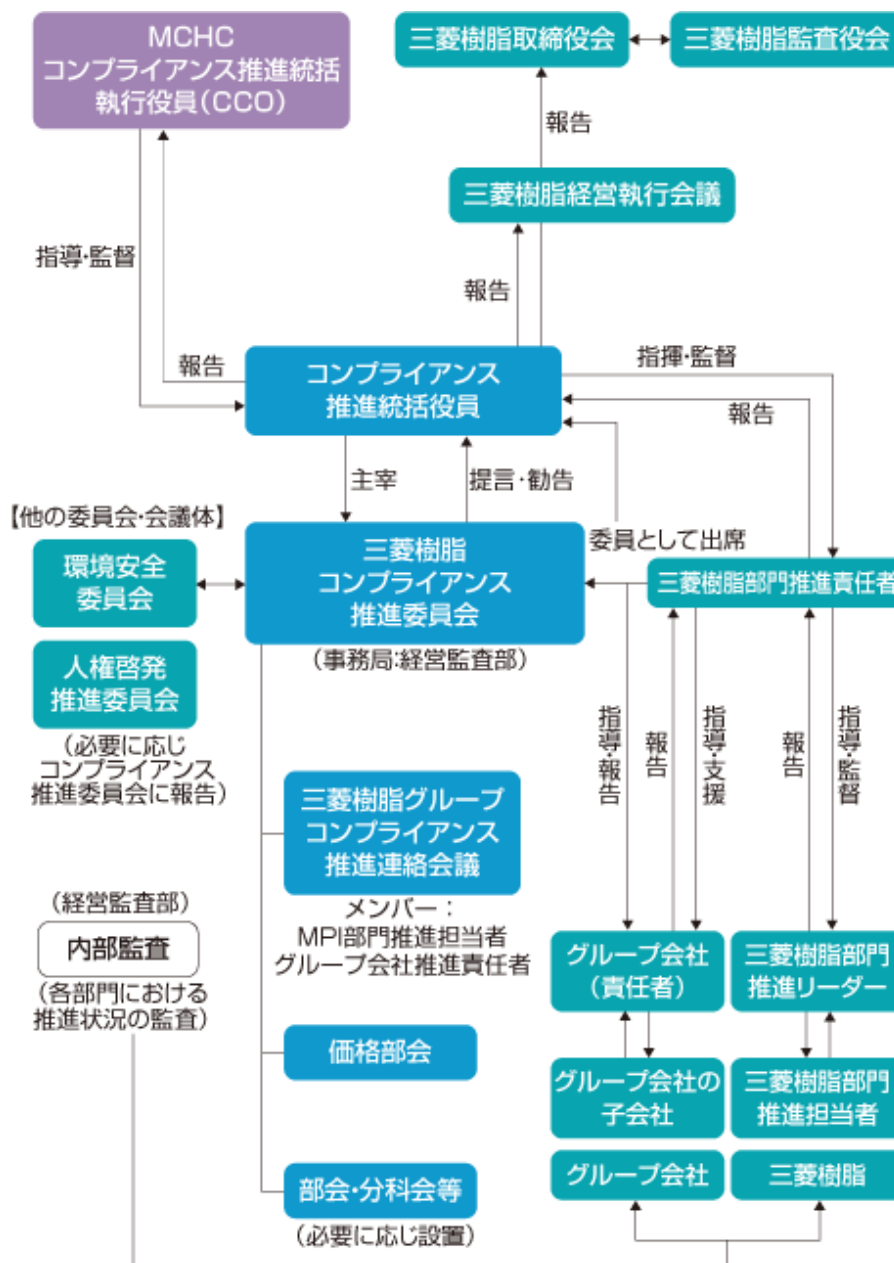 MCHC
コンプライアンス推進統括
執行役員(CCO)
三菱樹脂取締役会
三菱樹脂監査役会
報告
三菱樹脂経営執行会議
指導・監督
報告
報告
コンプライアンス
推進統括役員
指揮・監督
報告
主宰
提言・勧告
委員として出席
【他の委員会・会議体】
環境安全
委員会
三菱樹脂
コンプライアンス
推進委員会
(事務局:経営監査部)
三菱樹脂部門推進責任者
人権啓発
推進委員会
(必要に応じ
コンプライアンス
推進委員会に報告)
指導・報告
報告
指導・支援
報告
指導・監督
三菱樹脂グループ
コンプライアンス
推進連絡会議
メンバー：
MPI部門推進担当者
グループ会社推進責任者
(経営監査部)
内部監査
(各部門における
推進状況の監査)
グループ会社
(責任者)
三菱樹脂部門
推進リーダー
価格部会
グループ会社の
子会社
三菱樹脂部門
推進担当者
部会・分科会等
(必要に応じ設置)
グループ会社
三菱樹脂